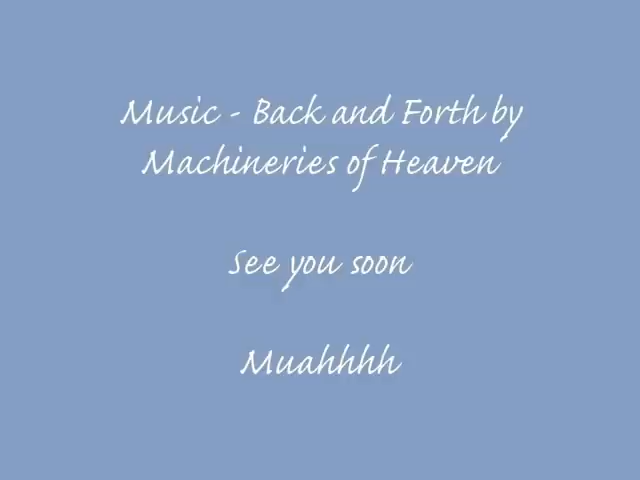 Music - Back and Forth by
Machineries of Heaven
See you soon
Muahhhh